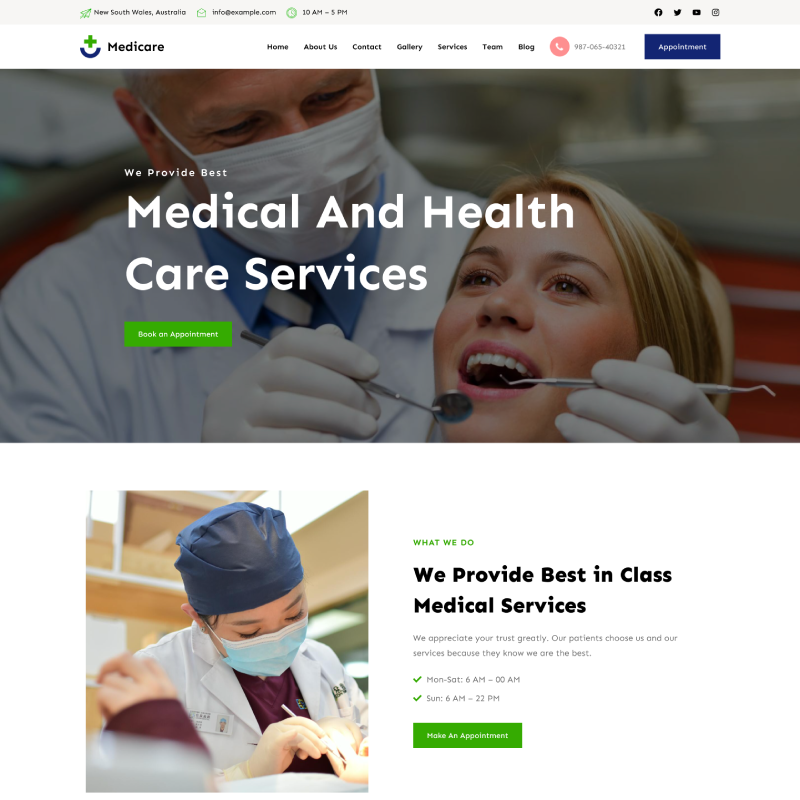 New South Wales, Australia info@example.com 10 AM – 5 PM
Medicare Home About Us Contact Gallery Services Team Blog 987-065-40321 Appointment
We Provide Best
Medical And Health
Care Services
Book an Appointment
WHAT WE DO
We Provide Best in Class
Medical Services
We appreciate your trust greatly. Our patients choose us and our
services because they know we are the best.
Mon-Sat: 6 AM – 00 AM
Sun: 6 AM – 22 PM
Make An Appointment